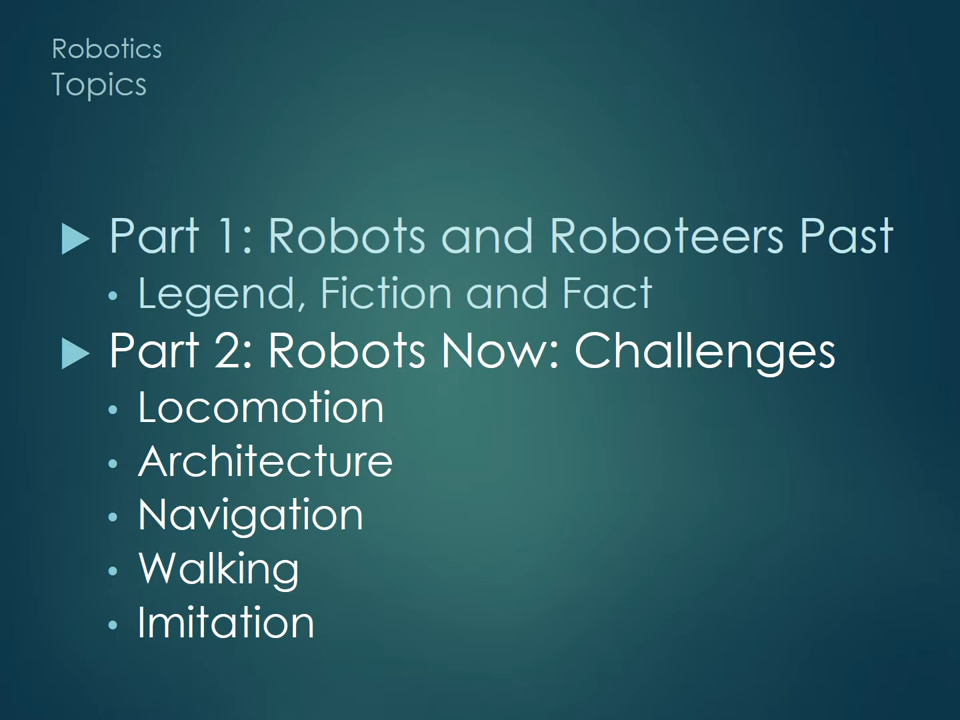 Robotics
Topics
Part 1: Robots and Roboteers Past
Legend, Fiction and Fact
Part 2: Robots Now: Challenges
Locomotion
Architecture
Navigation
Walking
Imitation